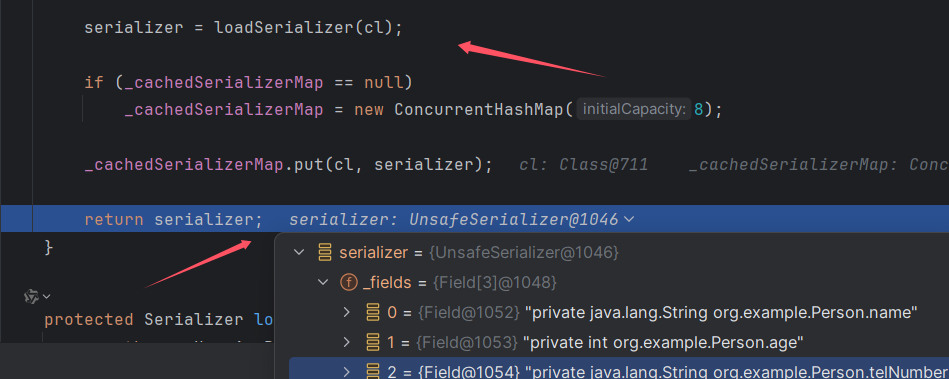 serializer = loadSerializer(cl);
if (_cachedSerializerMap == null)
_cachedSerializerMap = new ConcurrentHashMap( initialCapacity: 8);
_cachedSerializerMap.put(cl, serializer); cl: Class@711 _cachedSerializerMap: Conc
return serializer; serializer: UnsafeSerializer@1046
}
serializer = {UnsafeSerializer@1046}
f _fields = {Field[3]@1048}
0 = {Field@1052} "private java.lang.String org.example.Person.name"
protected Serializer lo
1 = {Field@1053} "private int org.example.Person.age"
2 = {Field@1054} "private java.lang.String org.example.Person.telNumber